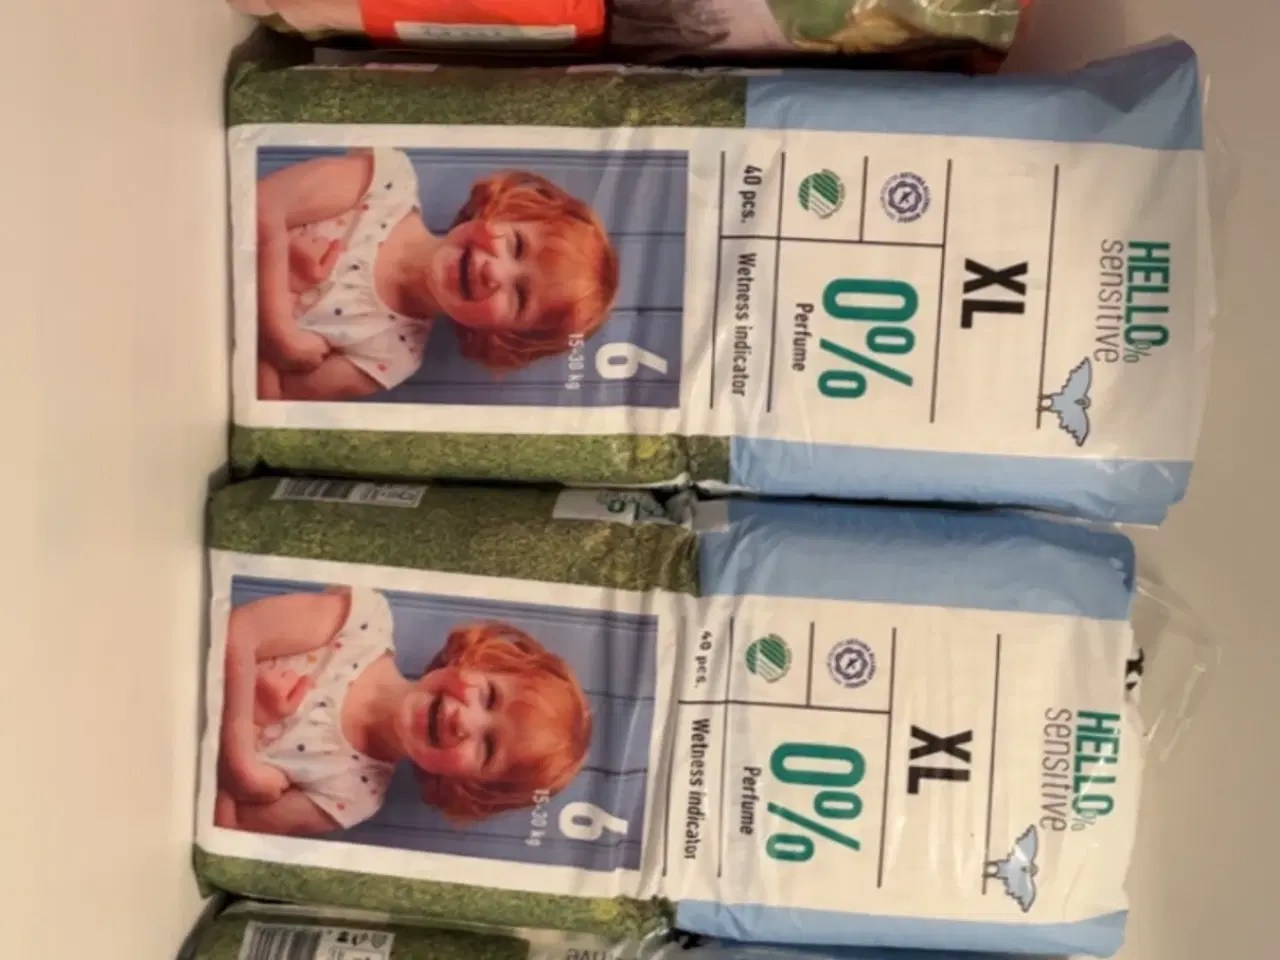 HELLO%
sensitive
XL
0%
Perfume
40 pcs.
Wetness indicator
6
15-30 kg
HELLO%
sensitive
XL
0%
Perfume
40 pcs.
Wetness indicator
6
15-30 kg